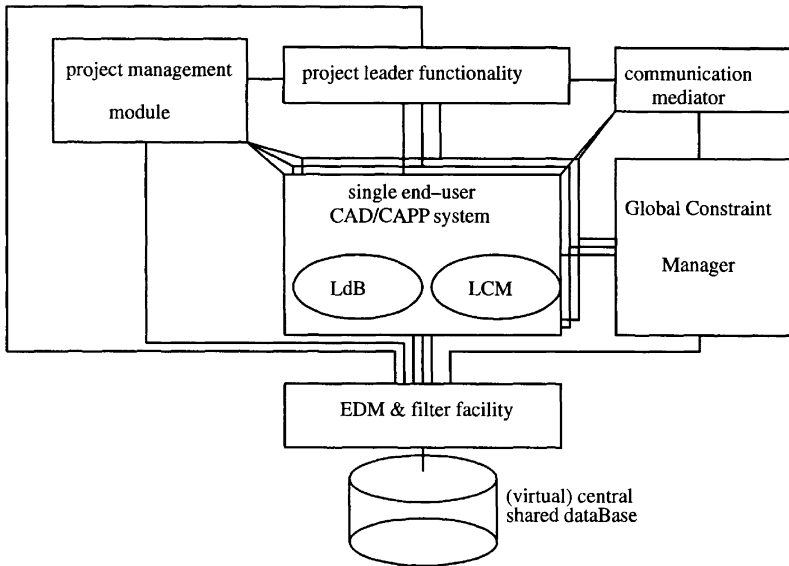 project management
module
project leader functionality
communication
mediator
single end–user
CAD/CAPP system
LdB
LCM
Global Constraint
Manager
EDM & filter facility
(virtual) central
shared dataBase